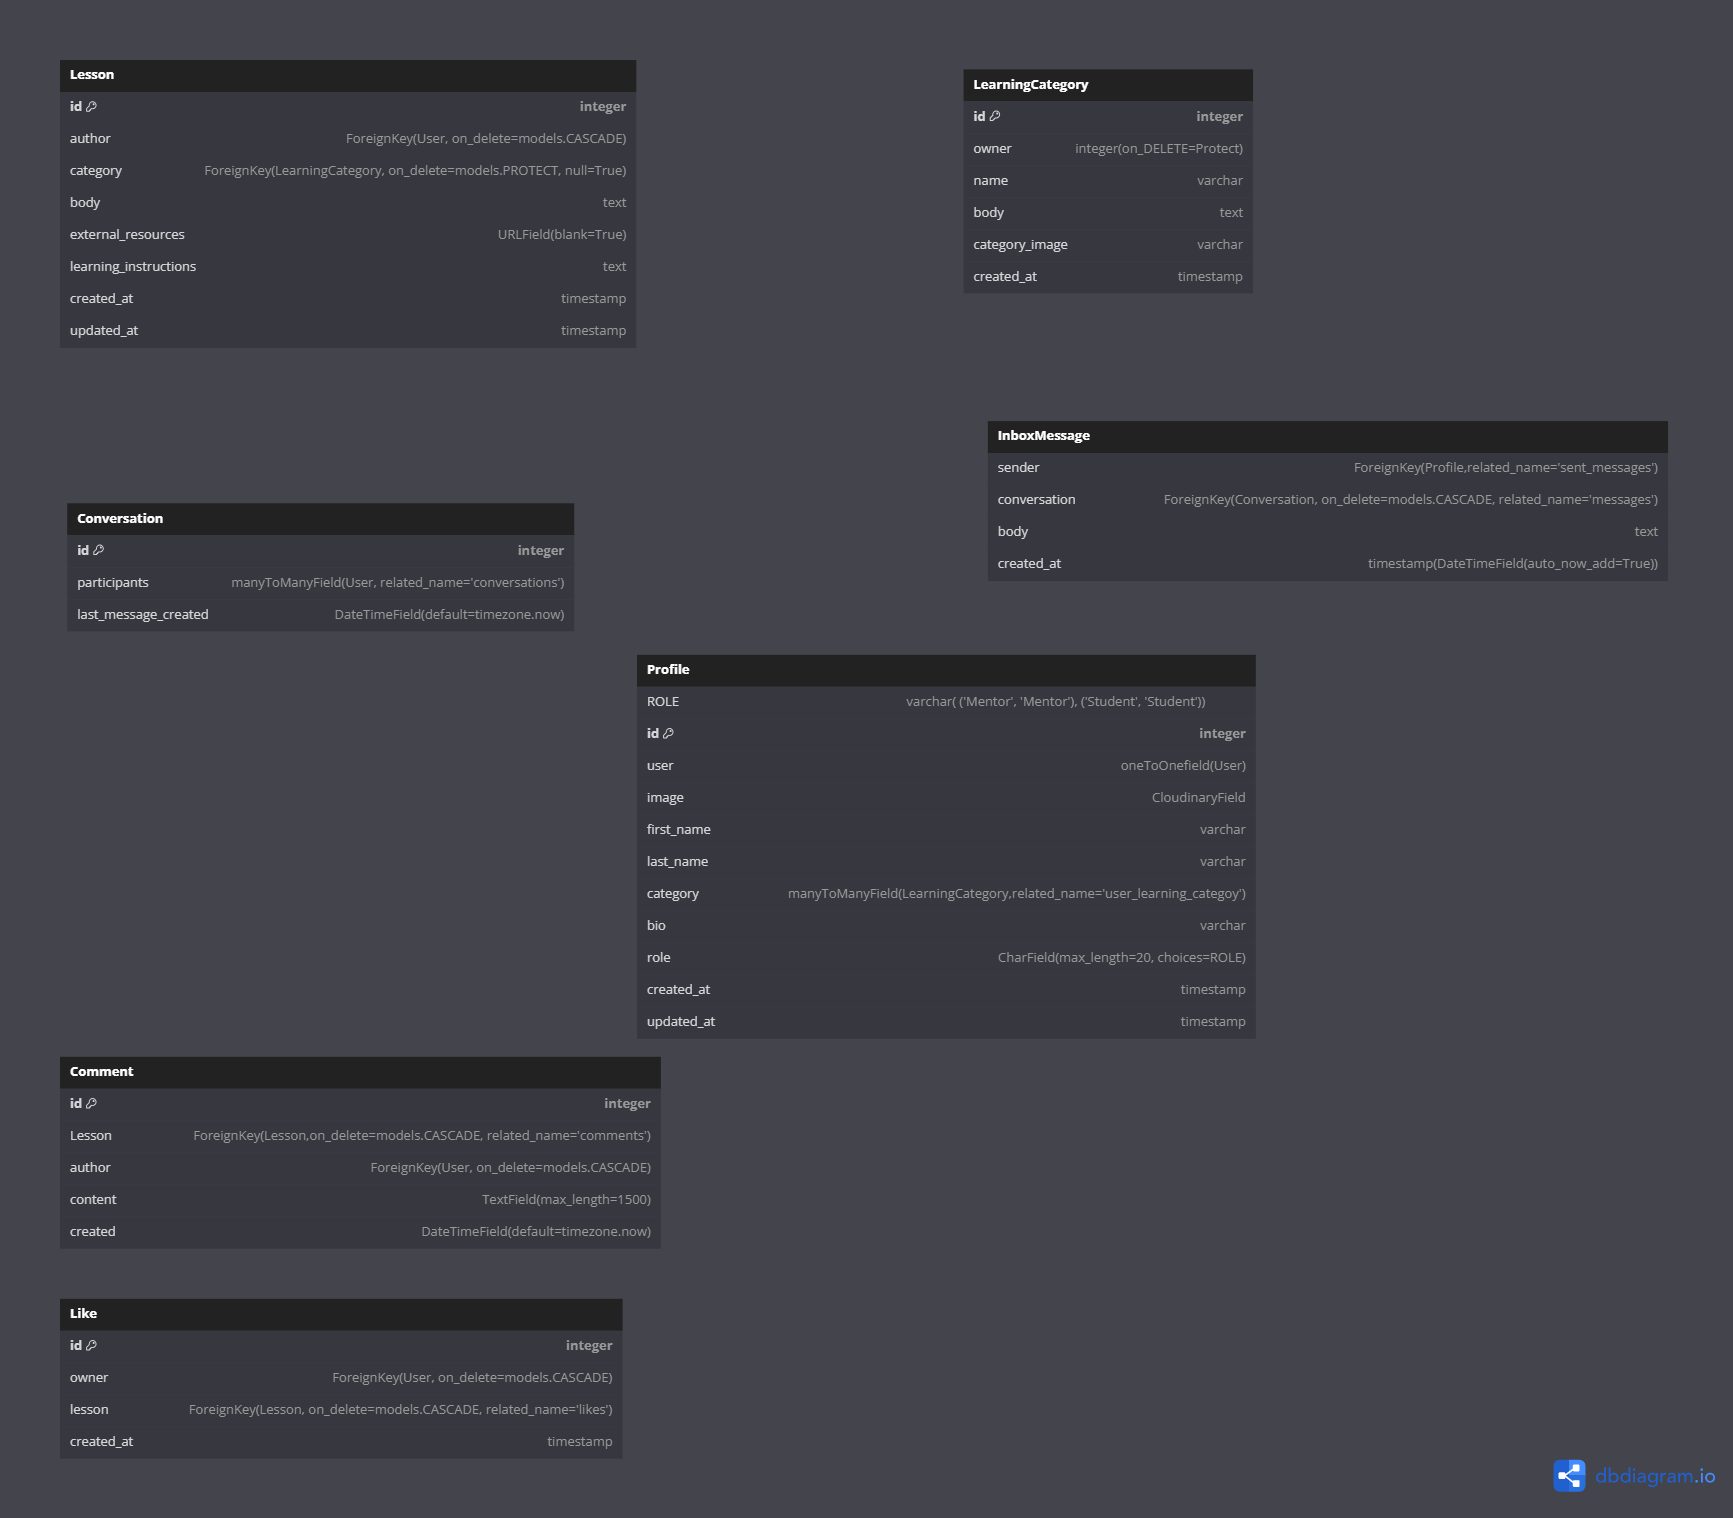 Lesson
id integer
author ForeignKey(User, on_delete=models.CASCADE)
category ForeignKey(LearningCategory, on_delete=models.PROTECT, null=True)
body text
external_resources URLField(blank=True)
learning_instructions text
created_at timestamp
updated_at timestamp
LearningCategory
id integer
owner integer(on_DELETE=Protect)
name varchar
body text
category_image varchar
created_at timestamp
InboxMessage
sender ForeignKey(Profile,related_name='sent_messages')
conversation ForeignKey(Conversation, on_delete=models.CASCADE, related_name='messages')
body text
created_at timestamp(DateTimeField(auto_now_add=True))
Conversation
id integer
participants manyToManyField(User, related_name='conversations')
last_message_created DateTimeField(default=timezone.now)
Profile
ROLE varchar( ('Mentor', 'Mentor'), ('Student', 'Student'))
id integer
user oneToOnefield(User)
image CloudinaryField
first_name varchar
last_name varchar
category manyToManyField(LearningCategory,related_name='user_learning_categoy')
bio varchar
role CharField(max_length=20, choices=ROLE)
created_at timestamp
updated_at timestamp
Comment
id integer
Lesson ForeignKey(Lesson,on_delete=models.CASCADE, related_name='comments')
author ForeignKey(User, on_delete=models.CASCADE)
content TextField(max_length=1500)
created DateTimeField(default=timezone.now)
Like
id integer
owner ForeignKey(User, on_delete=models.CASCADE)
lesson ForeignKey(Lesson, on_delete=models.CASCADE, related_name='likes')
created_at timestamp
dbdiagram.io